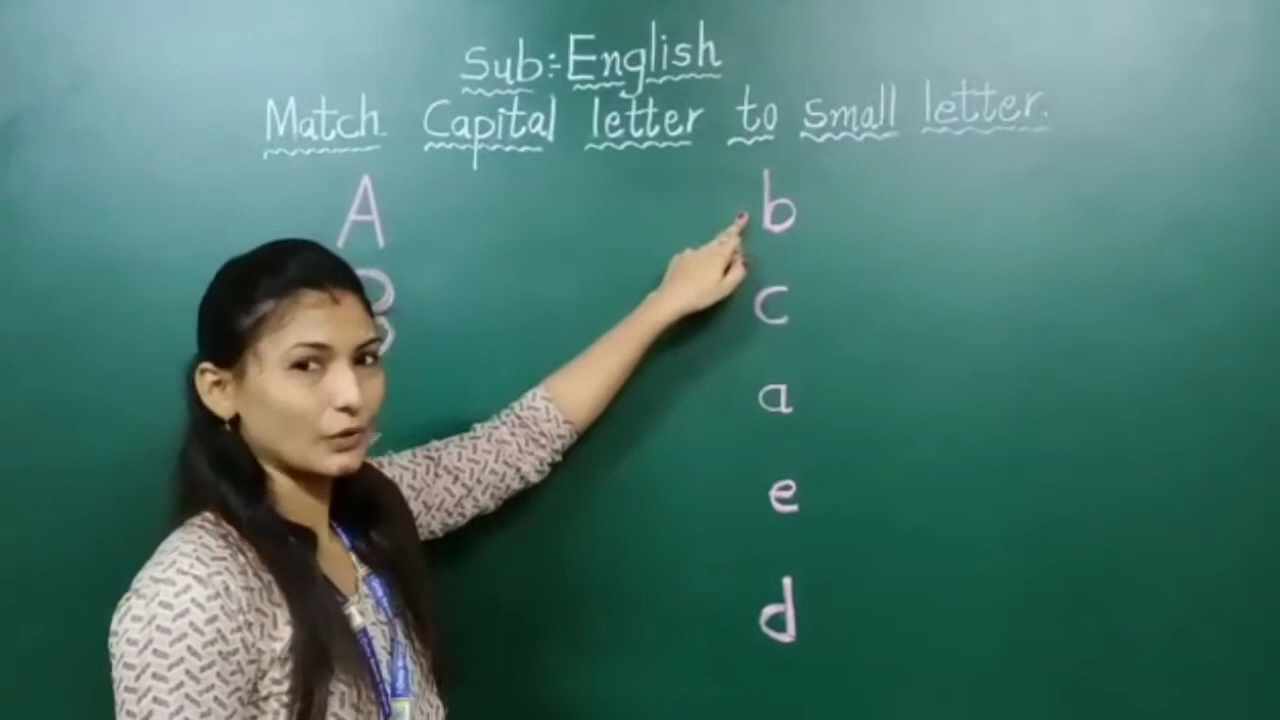 Sub:- English
Match Capital letter to small letter.
A b
B c
a
e
d